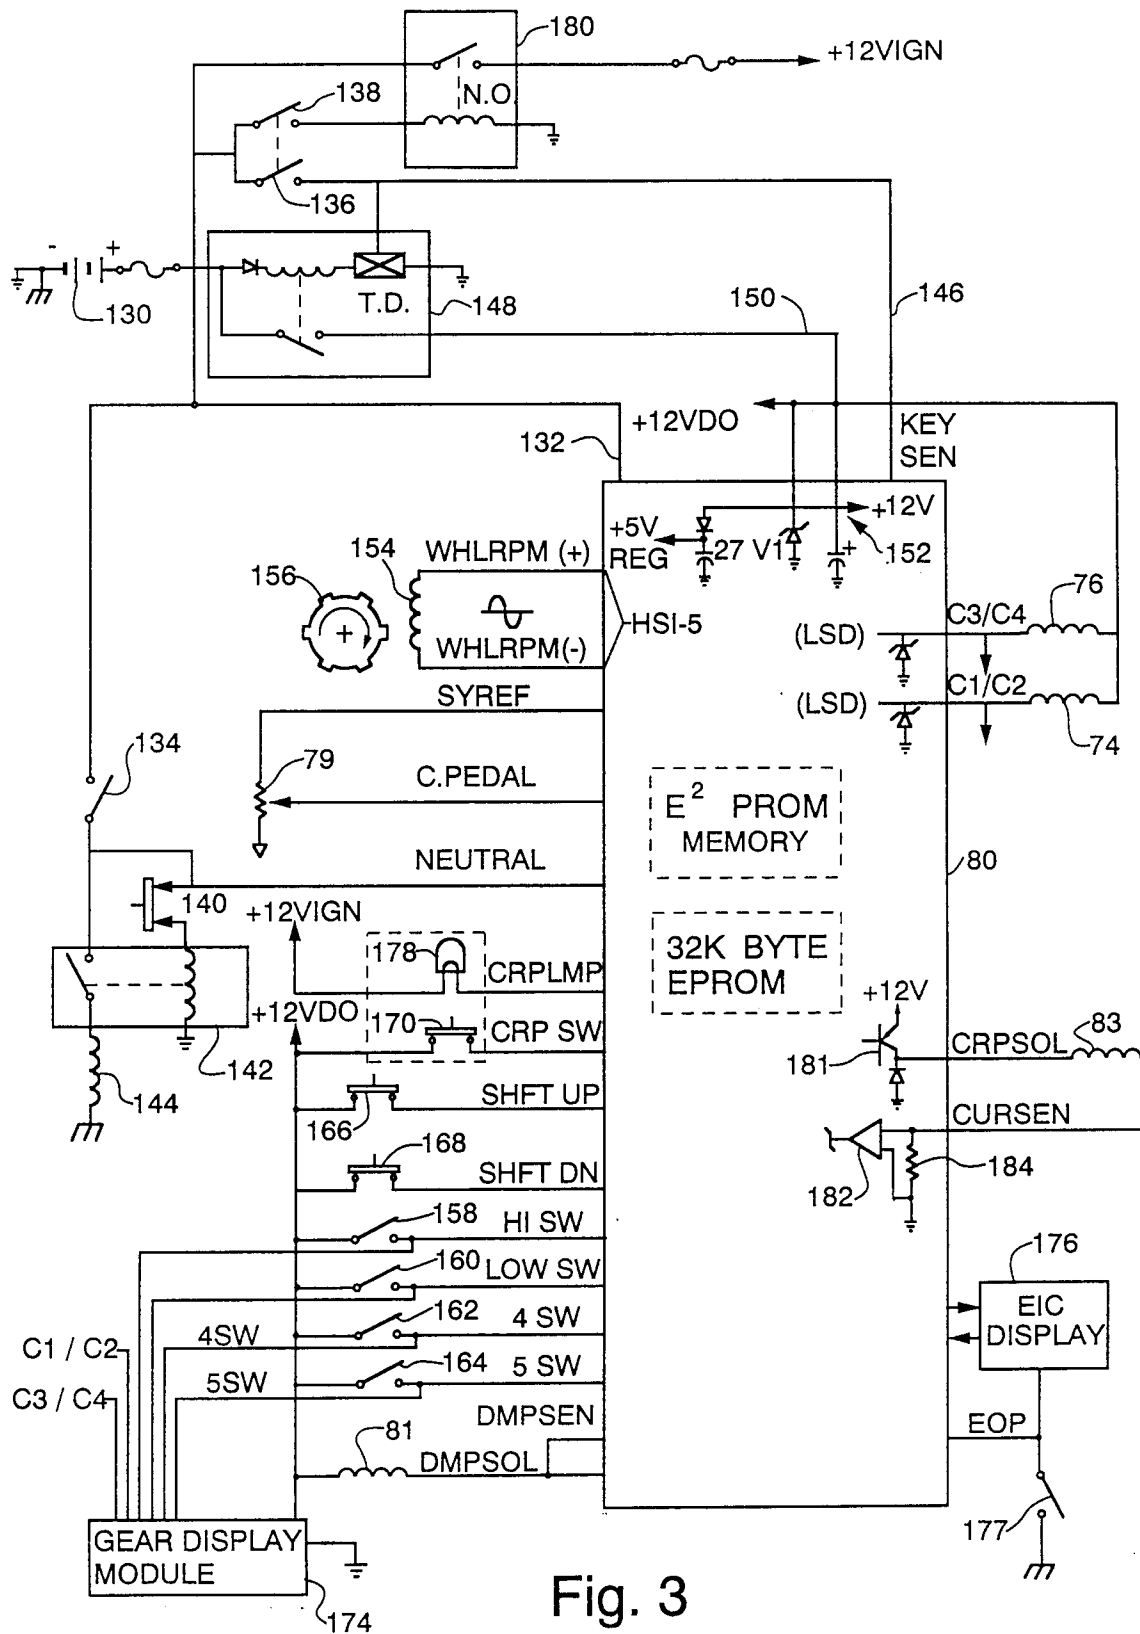 180
+12VIGN
138
N.O.
136
- +
130
T.D.
148
150
146
+12VDO
KEY
SEN
132
+12V
+5V
REG
27 V1
152
154
WHLRPM (+)
156
76
HSI-5
C3/C4
(LSD)
WHLRPM(-)
SYREF
C1/C2
(LSD)
134
79
74
C.PEDAL
E2 PROM
MEMORY
NEUTRAL
80
140
+12VIGN
178
32K BYTE
EPROM
CRPLMP
+12V
+12VDO
170
CRP SW
83
181
CRPSOL
142
144
SHFT UP
166
CURSEN
168
182
184
SHFT DN
158
HI SW
176
160
LOW SW
EIC
DISPLAY
162
4SW
4 SW
C1 / C2
164
5SW
5 SW
C3 / C4
DMPSEN
EOP
81
DMPSOL
177
GEAR DISPLAY
MODULE
174
Fig. 3